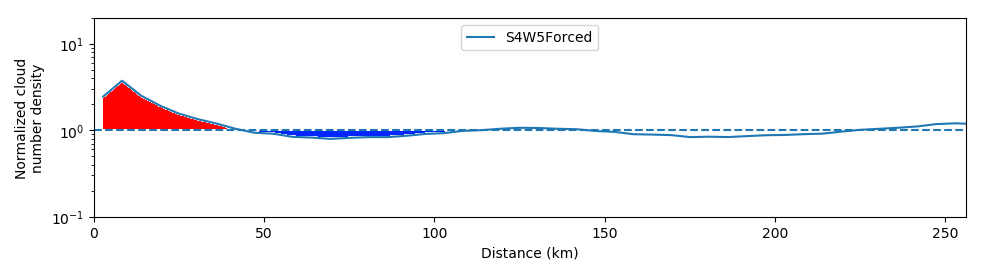 Normalized cloud
number density
10¹
10⁰
10⁻¹
S4W5Forced
0 50 100 150 200 250
Distance (km)